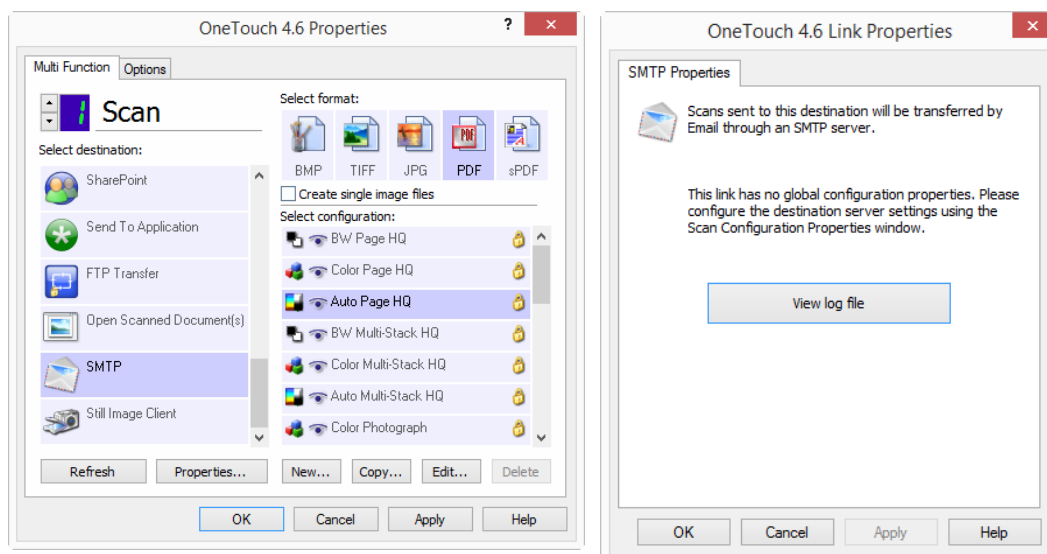 OneTouch 4.6 Properties
?
×
Multi Function
Options
1
Scan
Select destination:
SharePoint
Send To Application
FTP Transfer
Open Scanned Document(s)
SMTP
Still Image Client
Refresh
Properties...
Select format:
BMP
TIFF
JPG
PDF
sPDF
Create single image files
Select configuration:
BW Page HQ
Color Page HQ
Auto Page HQ
BW Multi-Stack HQ
Color Multi-Stack HQ
Auto Multi-Stack HQ
Color Photograph
New...
Copy...
Edit...
Delete
OK
Cancel
Apply
Help
OneTouch 4.6 Link Properties
×
SMTP Properties
Scans sent to this destination will be transferred by
Email through an SMTP server.
This link has no global configuration properties. Please
configure the destination server settings using the
Scan Configuration Properties window.
View log file
OK
Cancel
Apply
Help